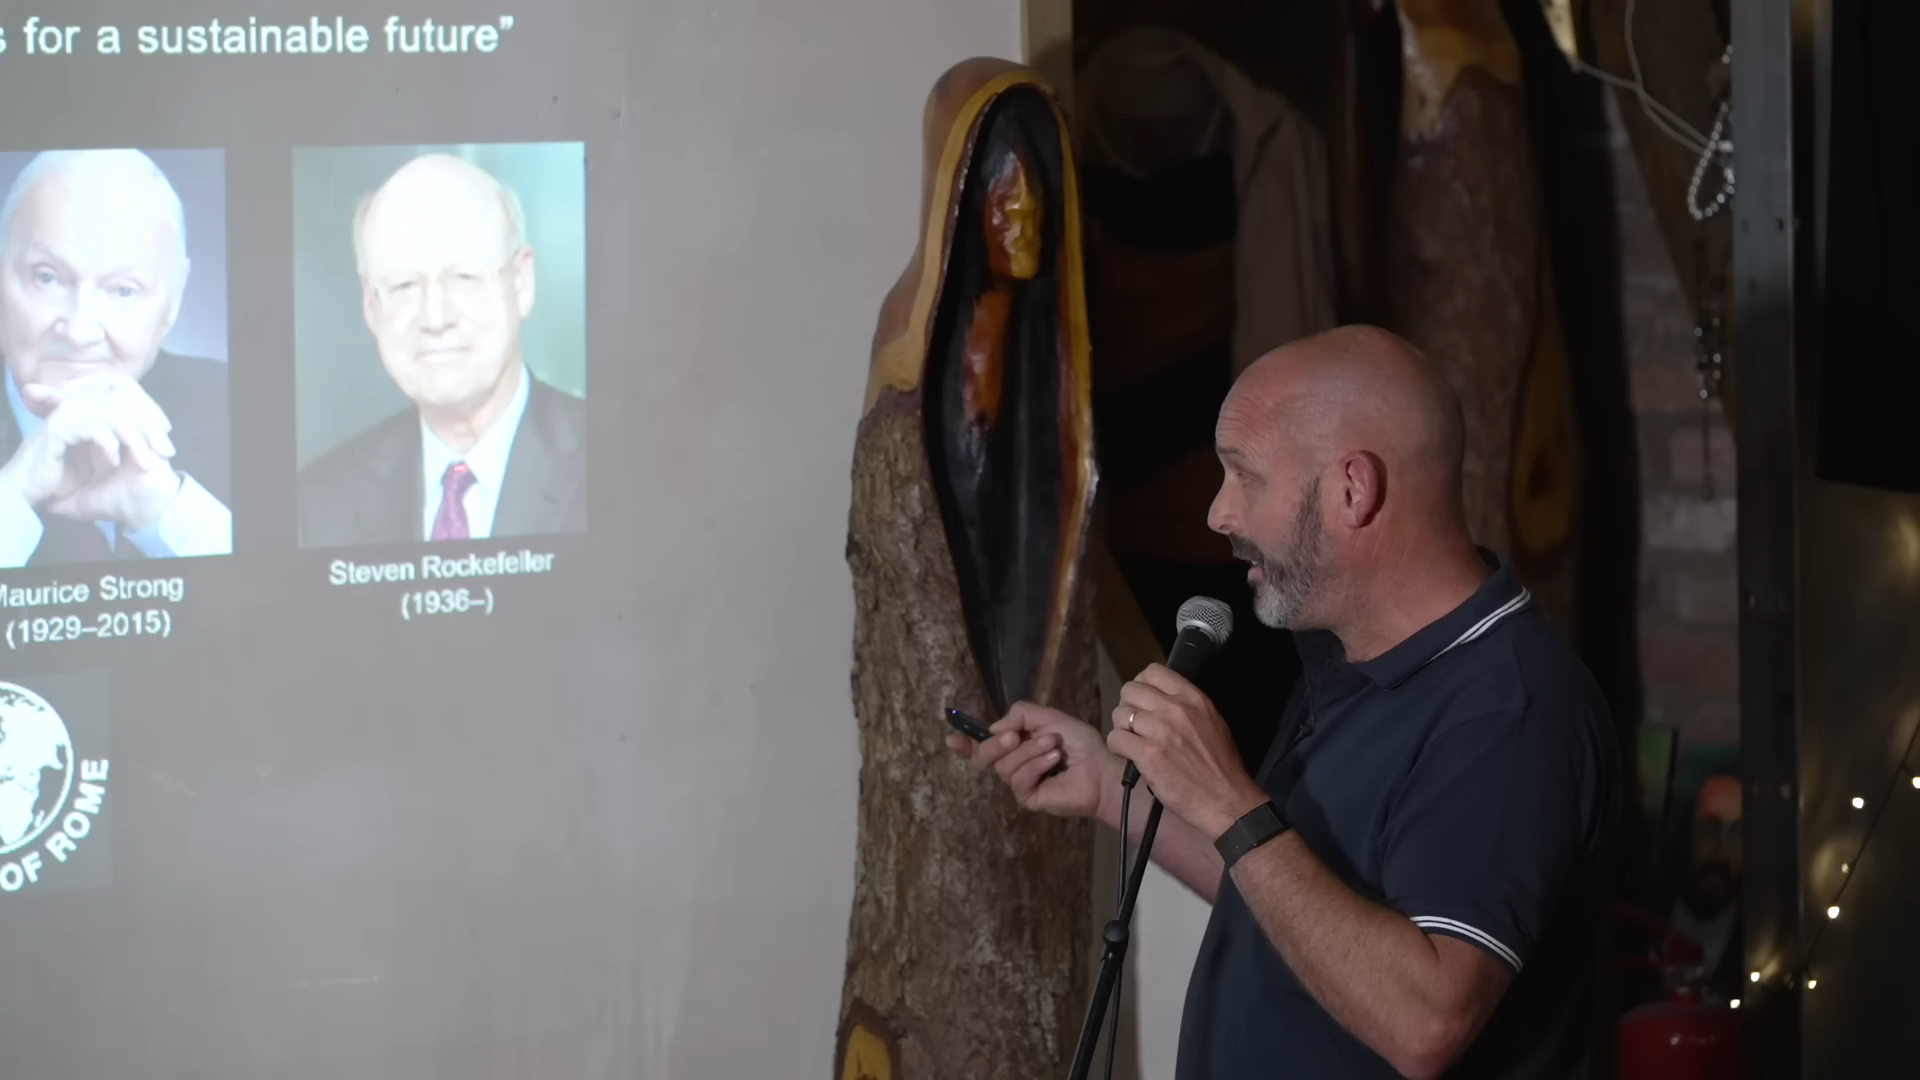 s for a sustainable future”
Maurice Strong
(1929–2015)
Steven Rockefeller
(1936–)
OF ROME